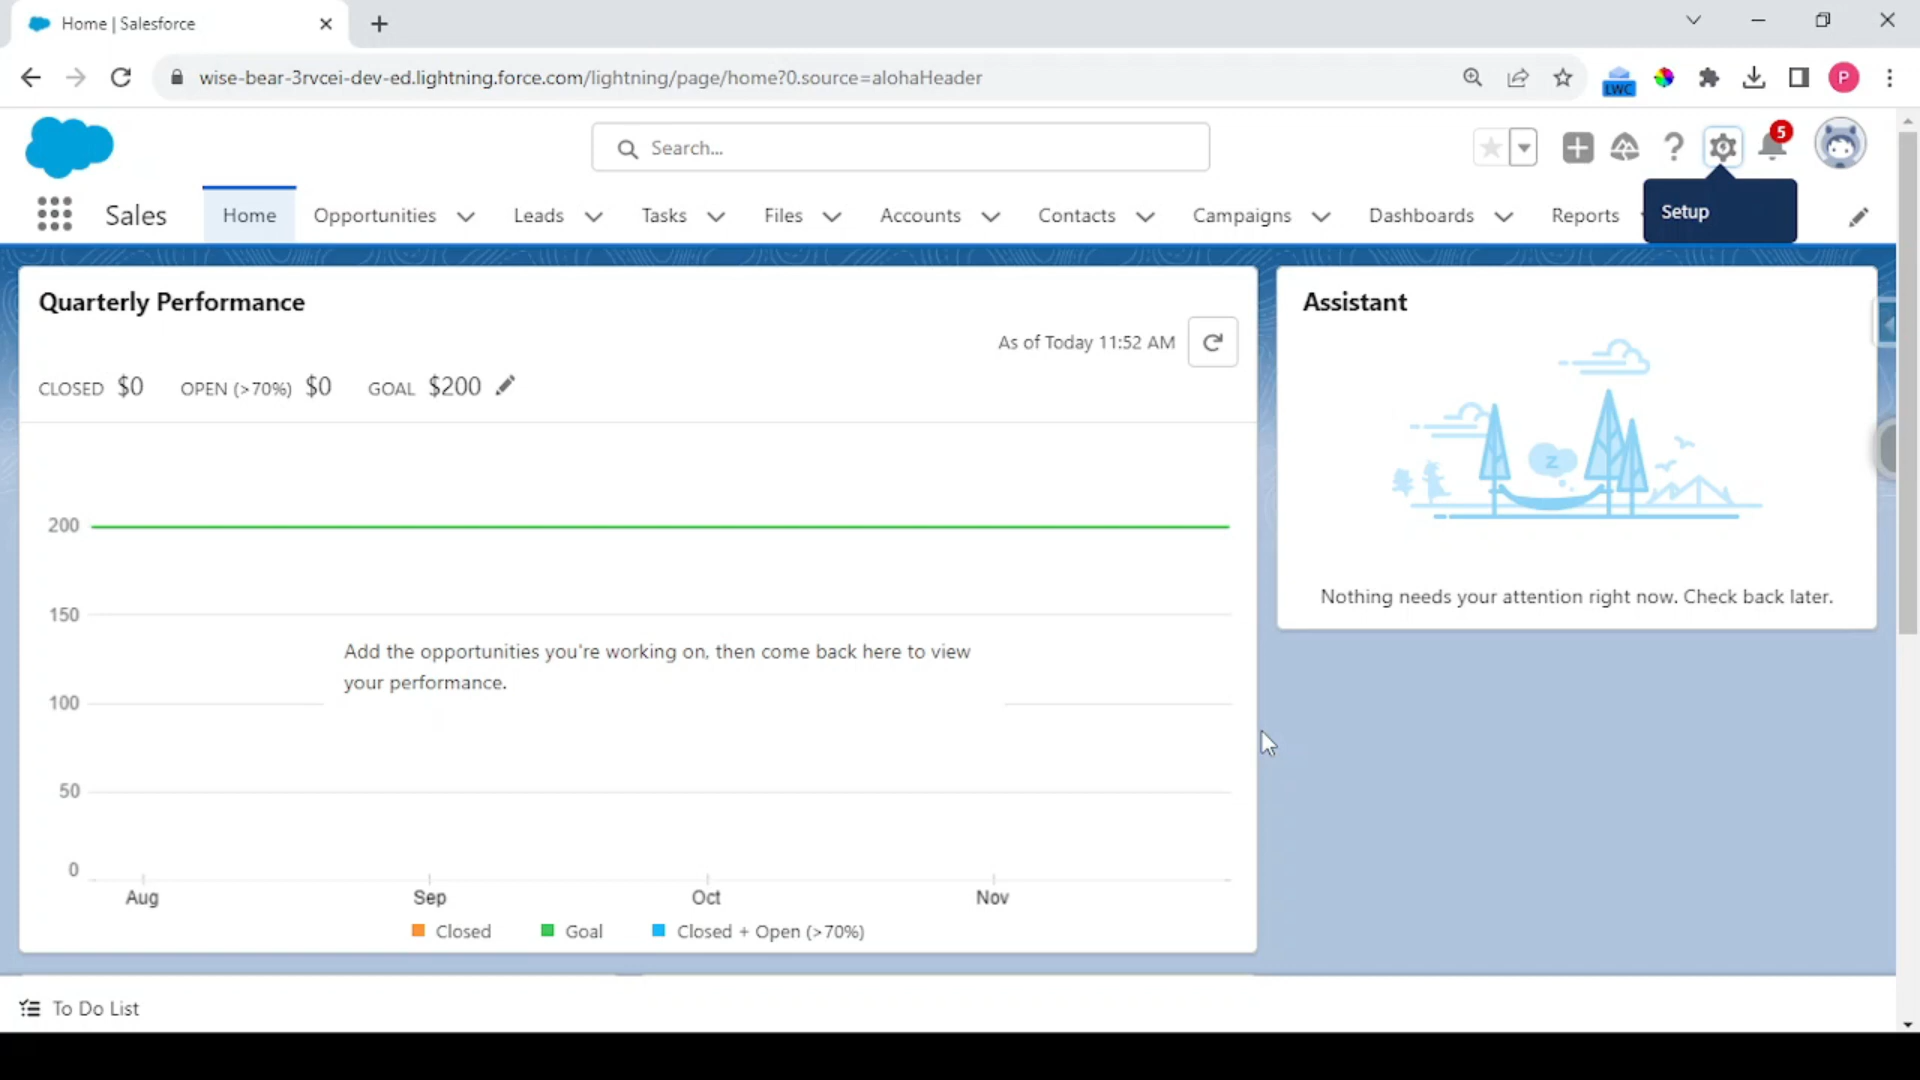 Home | Salesforce
wise-bear-3rvcei-dev-ed.lightning.force.com/lightning/page/home?0.source=alohaHeader
LWC
P
Search...
5
Setup
Sales
Home
Opportunities
Leads
Tasks
Files
Accounts
Contacts
Campaigns
Dashboards
Reports
Quarterly Performance
As of Today 11:52 AM
CLOSED $0 OPEN (>70%) $0 GOAL $200
200
150
100
50
0
Add the opportunities you're working on, then come back here to view
your performance.
Aug Sep Oct Nov
Closed Goal Closed + Open (>70%)
Assistant
z
Nothing needs your attention right now. Check back later.
To Do List